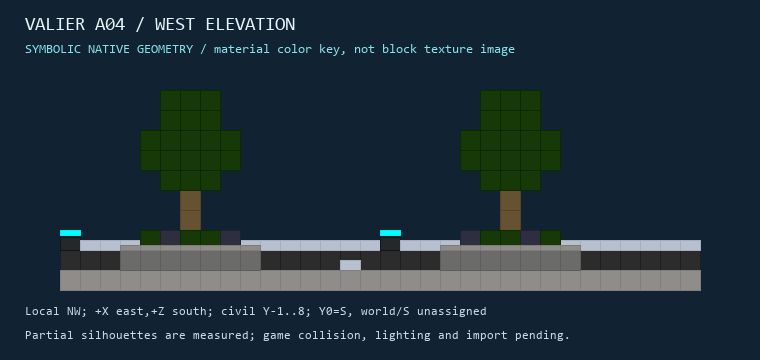 VALIER A04 / WEST ELEVATION
SYMBOLIC NATIVE GEOMETRY / material color key, not block texture image
Local NW; +X east,+Z south; civil Y-1..8; Y0=S, world/S unassigned
Partial silhouettes are measured; game collision, lighting and import pending.